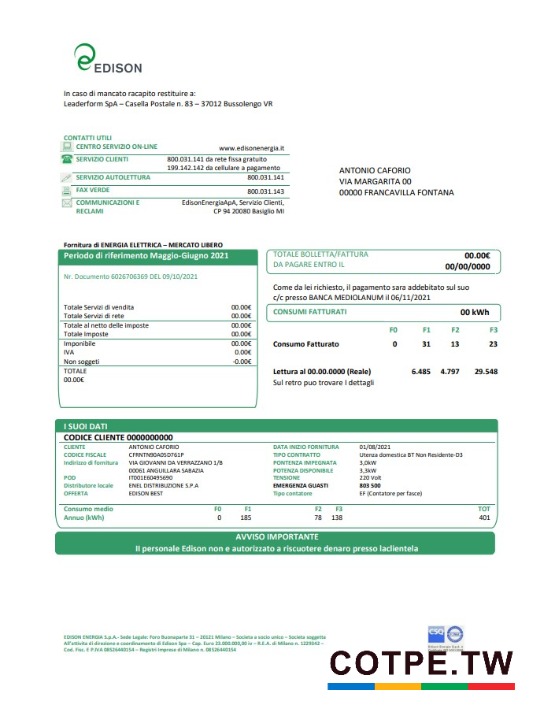 EDISON
In caso di mancato racapito restituire a:
Leaderform SpA – Casella Postale n. 83 – 37012 Bussolengo VR
CONTATTI UTILI
CENTRO SERVIZIO ON-LINE www.edisonenergia.it
SERVIZIO CLIENTI 800.031.141 da rete fissa gratuito
199.142.142 da cellulare a pagamento
SERVIZIO AUTOLETTURA 800.031.141
FAX VERDE 800.031.143
COMMUNICAZIONI E RECLAMI EdisonEnergiaApA, Servizio Clienti,
CP 94 20080 Basiglio MI
ANTONIO CAFORIO
VIA MARGARITA 00
00000 FRANCAVILLA FONTANA
Fornitura di ENERGIA ELETTRICA – MERCATO LIBERO
Periodo di riferimento Maggio-Giugno 2021
Nr. Documento 6026706369 DEL 09/10/2021
Totale Servizi di vendita 00.00€
Totale Servizi di rete 00.00€
Totale al netto delle imposte 00.00€
Totale Imposte 00.00€
Imponibile 00.00€
IVA 0.00€
Non soggeti -0.00€
TOTALE
00.00€
TOTALE BOLLETTA/FATTURA 00.00€
DA PAGARE ENTRO IL 00/00/0000
Come da lei richiesto, il pagamento sara addebitato sul suo
c/c presso BANCA MEDIOLANUM il 06/11/2021
CONSUMI FATTURATI 00 kWh
F0 F1 F2 F3
Consumo Fatturato 0 31 13 23
Lettura al 00.00.0000 (Reale) 6.485 4.797 29.548
Sul retro puo trovare i dettagli
I SUOI DATI
CODICE CLIENTE 0000000000
CLIENTE ANTONIO CAFORIO DATA INIZIO FORNITURA 01/08/2021
CODICE FISCALE CFRNTN90A05D761P TIPO CONTRATTO Utenza domestica BT Non Residente-D3
Indirizzo di fornitura VIA GIOVANNI DA VERRAZZANO 1/B PONTENZA IMPEGNATA 3,0kW
00061 ANGUILLARA SABAZIA POTENZA DISPONIBILE 3,3kW
POD IT001E60495690 TENSIONE 220 Volt
Distributore locale ENEL DISTRIBUZIONE S.P.A EMERGENZA GUASTI 803 500
OFFERTA EDISON BEST Tipo contatore EF (Contatore per fasce)
Consumo medio F0 F1 F2 F3 TOT
Annuo (kWh) 0 185 78 138 401
AVVISO IMPORTANTE
Il personale Edison non e autorizzato a riscuotere denaro presso laclientela
EDISON ENERGIA S.p.A.- Sede Legale: Foro Buonaparte 31 – 20121 Milano – Societa a socio unico – Societa soggetta
All'attivita di direzione e coordinamento di Edison Spa – Cap. Euro 22.000.000,00 iv – R.E.A. di Milano n. 1229042 –
Cod. Fisc. E P.IVA 08526440154 – Registri Imprese di Milano n. 08526440154
CSQ
COTPE.TW